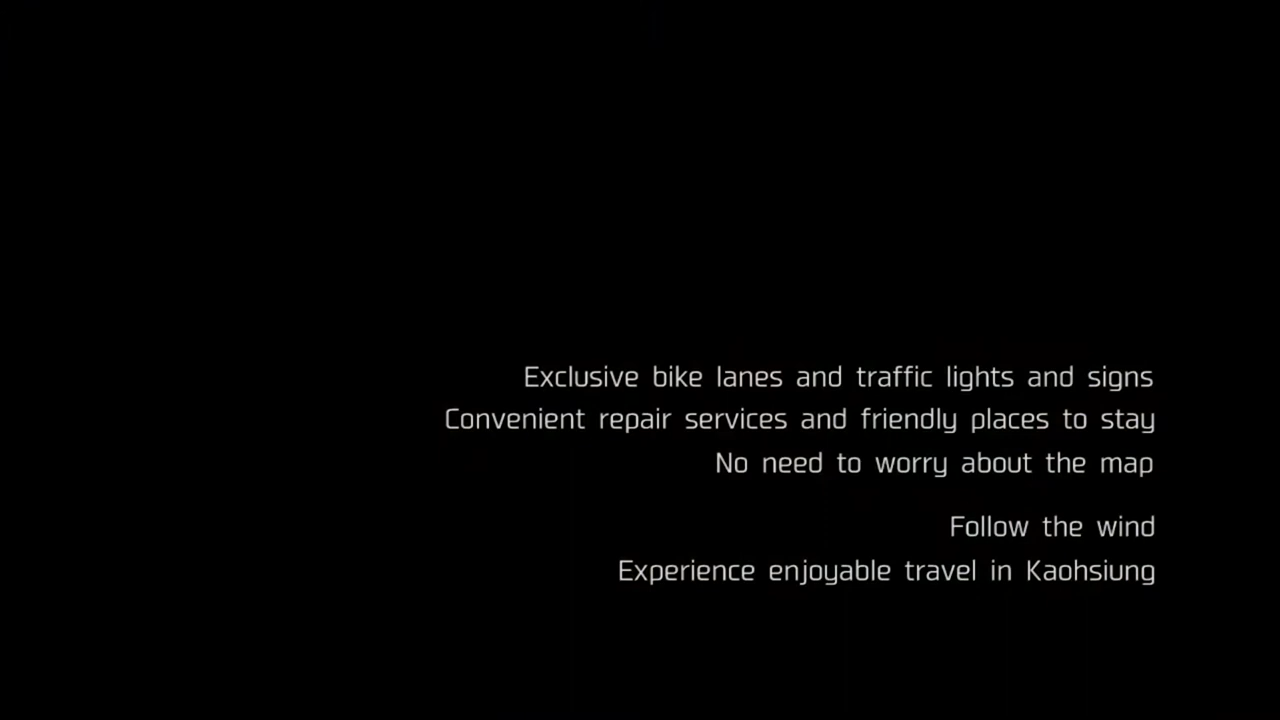 Exclusive bike lanes and traffic lights and signs
Convenient repair services and friendly places to stay
No need to worry about the map
Follow the wind
Experience enjoyable travel in Kaohsiung